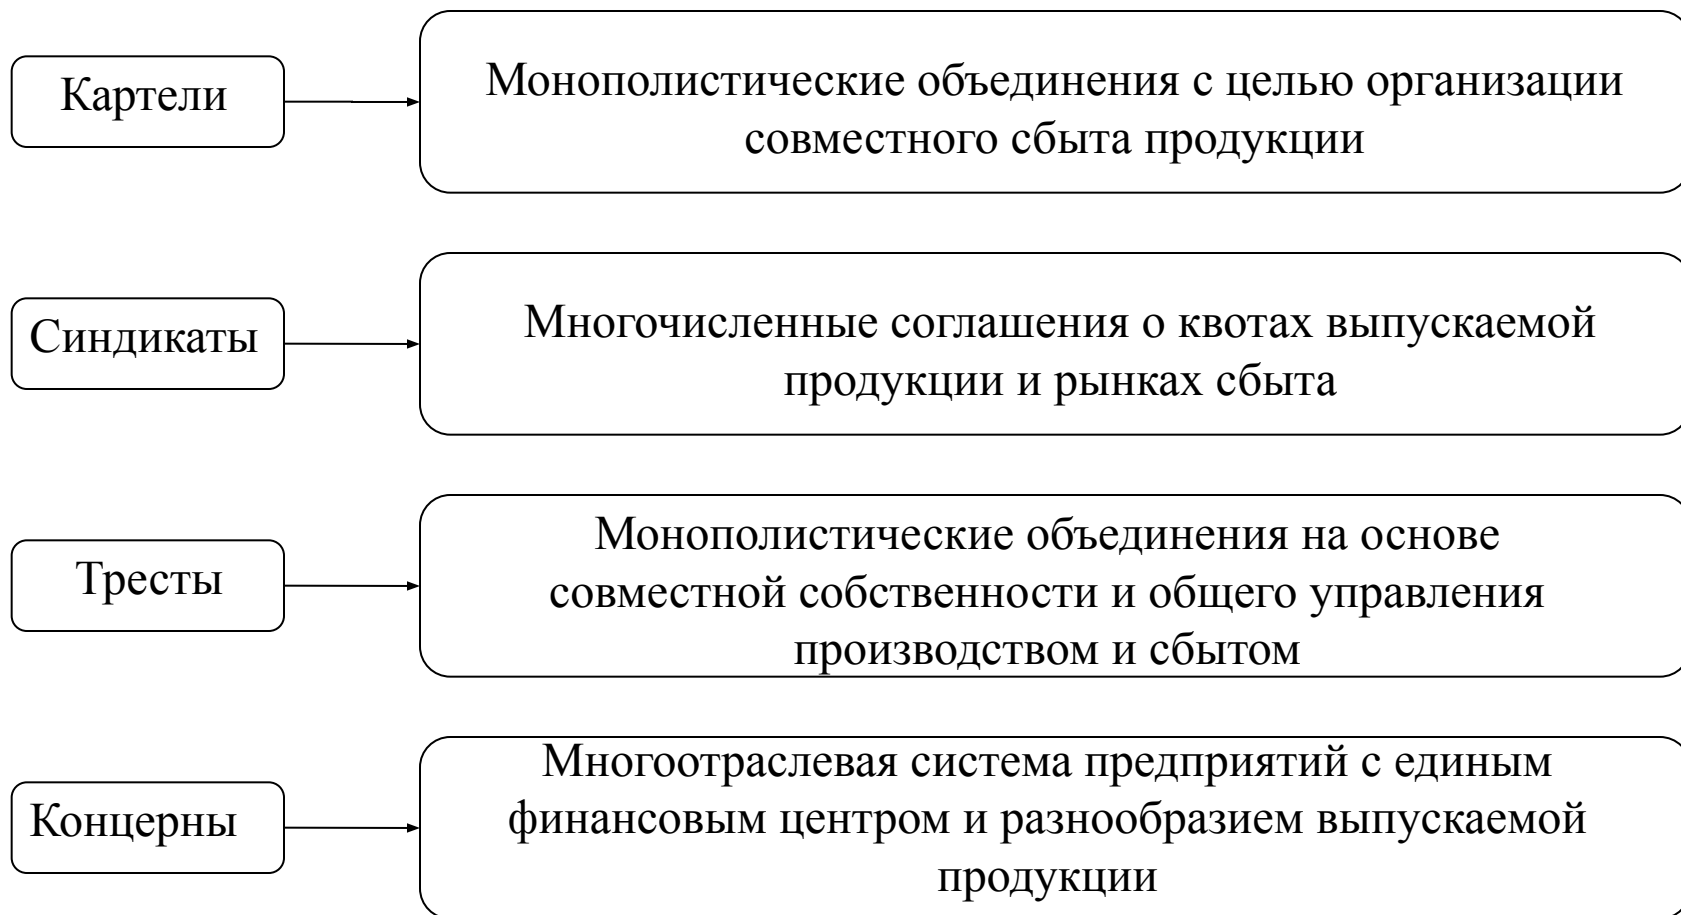 Картели
Монополистические объединения с целью организации
совместного сбыта продукции
Синдикаты
Многочисленные соглашения о квотах выпускаемой
продукции и рынках сбыта
Тресты
Монополистические объединения на основе
совместной собственности и общего управления
производством и сбытом
Концерны
Многоотраслевая система предприятий с единым
финансовым центром и разнообразием выпускаемой
продукции